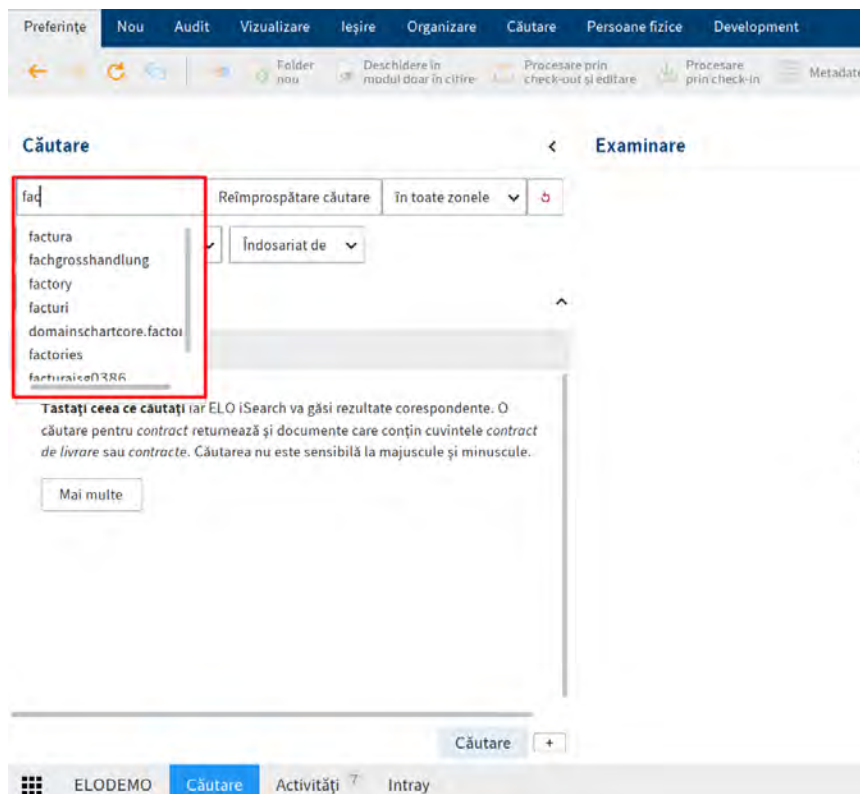 Preferințe Nou Audit Vizualizare Ieșire Organizare Căutare Persoane fizice Development
Folder nou
Deschidere în modul doar în citire
Procesare prin check-out și editare
Procesare prin check-in
Metadate
Căutare
Examinare
fac Reîmprospătare căutare în toate zonele
Îndosariat de
factura
fachgrosshandlung
factory
facturi
domainschartcore.factor
factories
facturaisg0386
Tastați ceea ce căutați iar ELO iSearch va găsi rezultate corespondente. O
căutare pentru contract returnează și documente care conțin cuvintele contract
de livrare sau contracte. Căutarea nu este sensibilă la majuscule și minuscule.
Mai multe
Căutare +
ELODEMO Căutare Activități 7 Intray